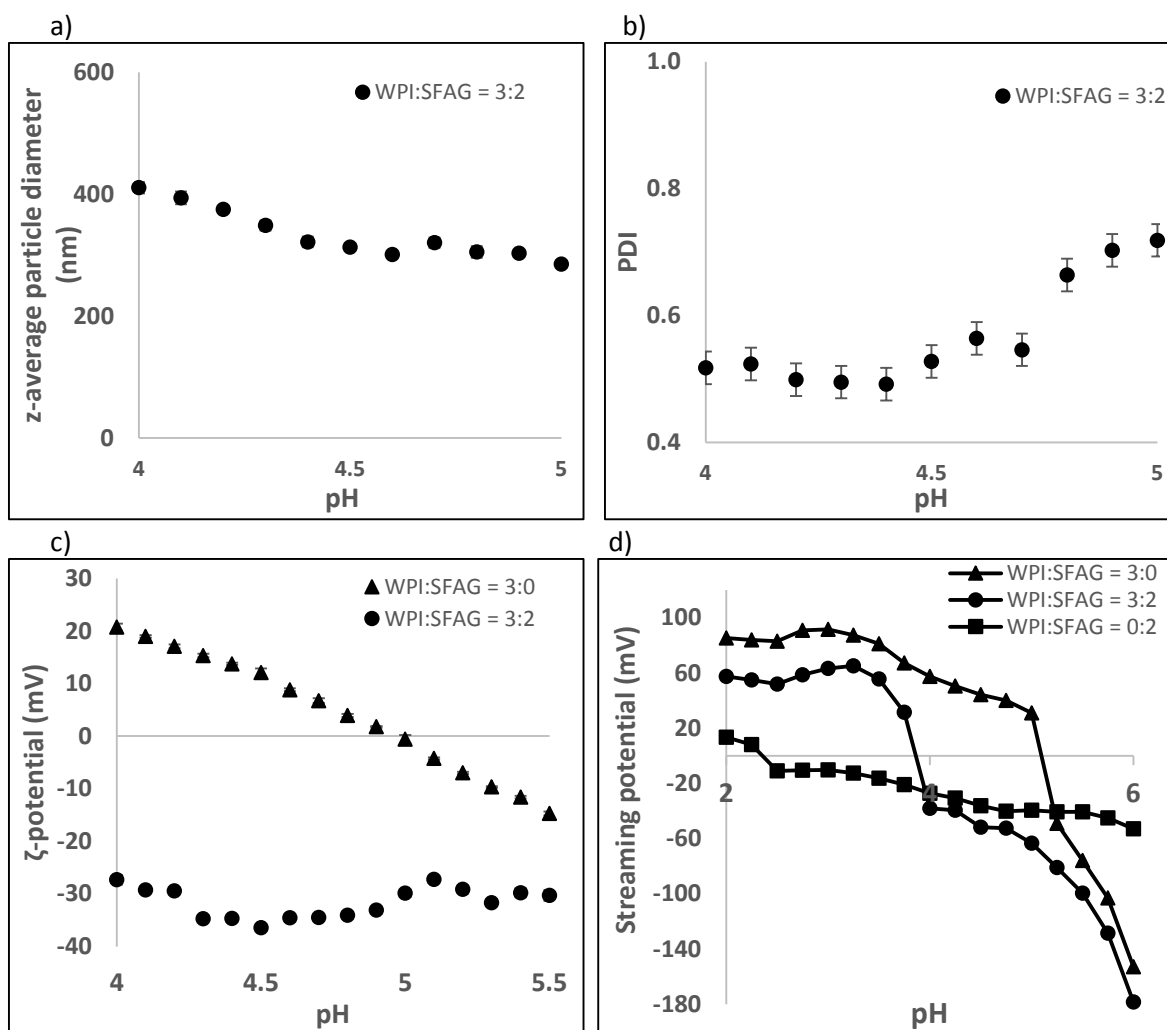 a)
600
400
200
0
4
4.5
5
z-average particle diameter
(nm)
pH
WPI:SFAG = 3:2
b)
1.0
0.8
0.6
0.4
4
4.5
5
PDI
pH
WPI:SFAG = 3:2
c)
30
20
10
0
-10
-20
-30
-40
4
4.5
5
5.5
ζ-potential (mV)
pH
WPI:SFAG = 3:0
WPI:SFAG = 3:2
d)
WPI:SFAG = 3:0
WPI:SFAG = 3:2
WPI:SFAG = 0:2
100
60
20
-20
-60
-100
-140
-180
2
4
6
Streaming potential (mV)
pH